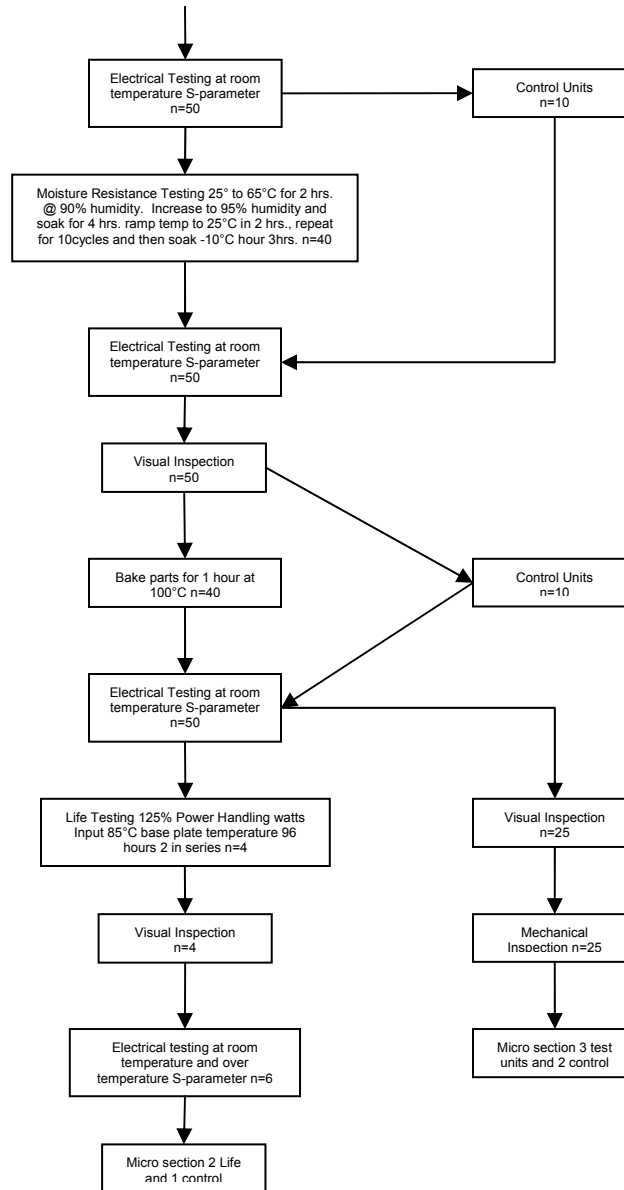 Electrical Testing at room
temperature S-parameter
n=50
Control Units
n=10
Moisture Resistance Testing 25° to 65°C for 2 hrs.
@ 90% humidity. Increase to 95% humidity and
soak for 4 hrs. ramp temp to 25°C in 2 hrs., repeat
for 10cycles and then soak -10°C hour 3hrs. n=40
Electrical Testing at room
temperature S-parameter
n=50
Visual Inspection
n=50
Bake parts for 1 hour at
100°C n=40
Control Units
n=10
Electrical Testing at room
temperature S-parameter
n=50
Life Testing 125% Power Handling watts
Input 85°C base plate temperature 96
hours 2 in series n=4
Visual Inspection
n=25
Visual Inspection
n=4
Mechanical
Inspection n=25
Electrical testing at room
temperature and over
temperature S-parameter n=6
Micro section 3 test
units and 2 control
Micro section 2 Life
and 1 control